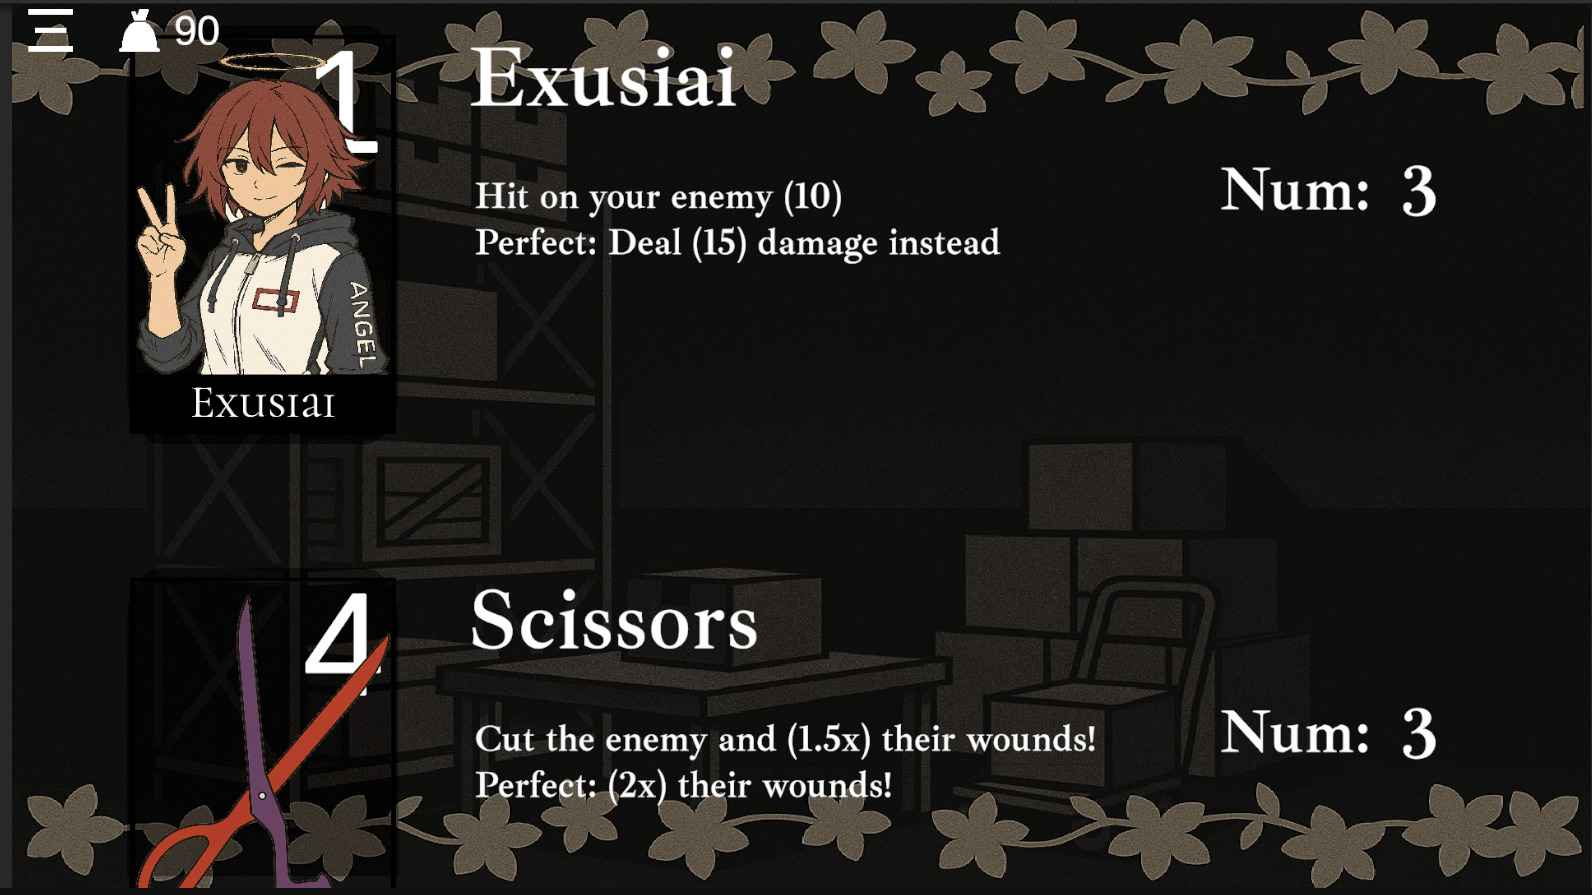 90
1
Exusiai
Hit on your enemy (10)
Perfect: Deal (15) damage instead
Num: 3
ANGEL
Exusiai
4
Scissors
Cut the enemy and (1.5x) their wounds!
Perfect: (2x) their wounds!
Num: 3